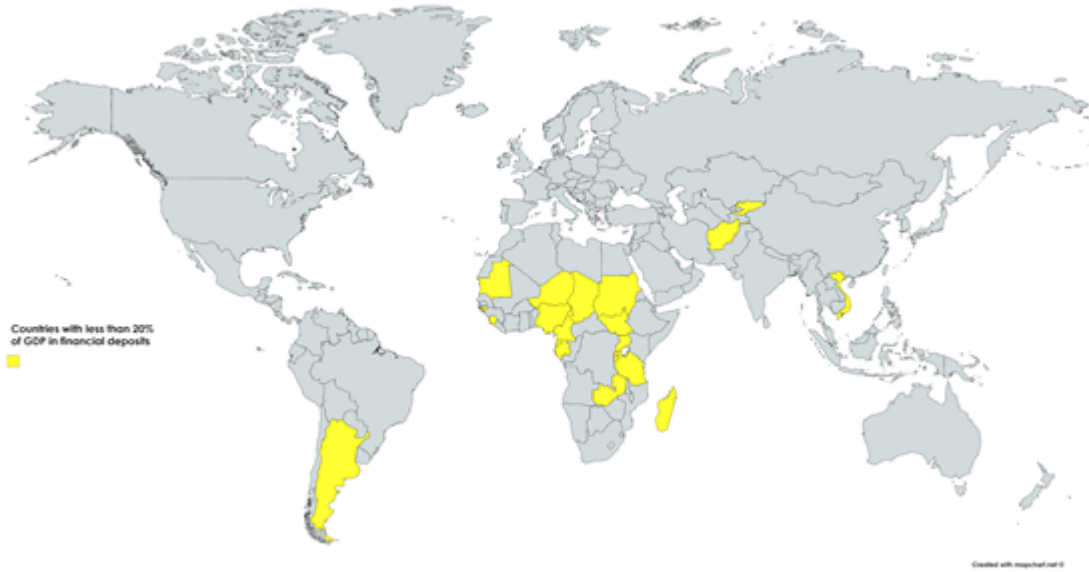 Countries with less than 20%
of GDP in financial deposits
Created with mapchart.net ©